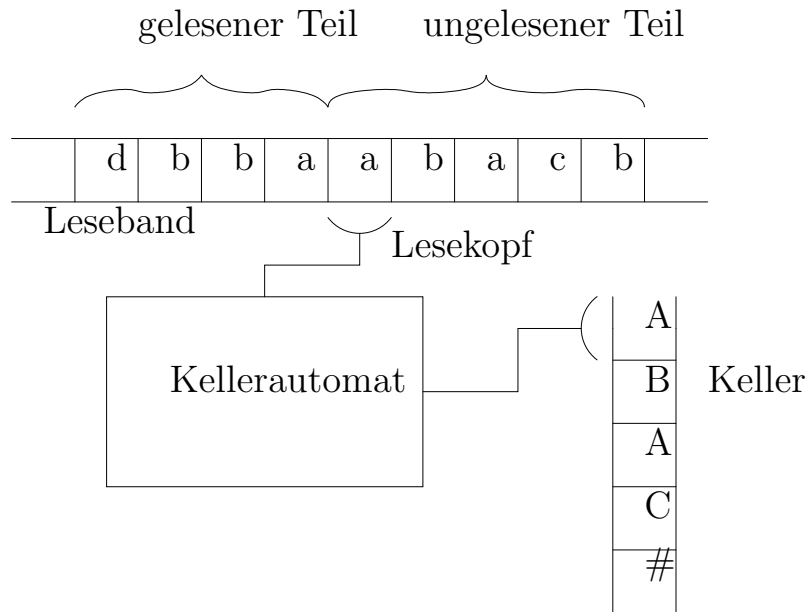 gelesener Teil ungelesener Teil
d b b a a b a c b
Leseband
Lesekopf
A
Kellerautomat B Keller
A
C
#